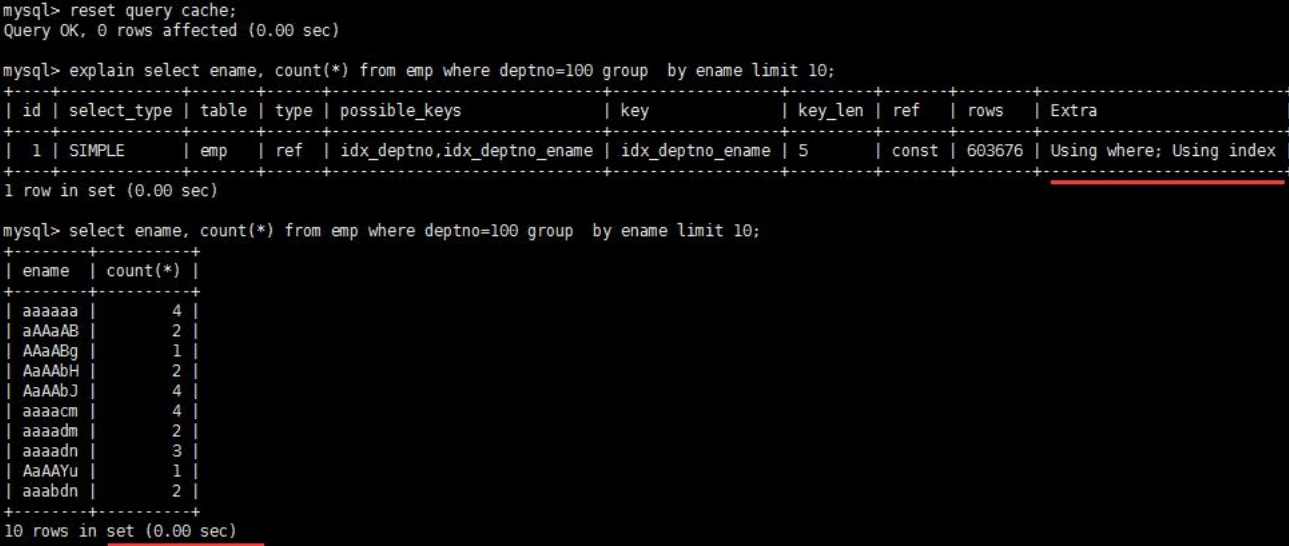 mysql> reset query cache;
Query OK, 0 rows affected (0.00 sec)
mysql> explain select ename, count(*) from emp where deptno=100 group  by ename limit 10;
+----+-------------+-------+------+-----------------------------+------------------+---------+-------+--------+--------------------------+
| id | select_type | table | type | possible_keys               | key              | key_len | ref   | rows   | Extra                    |
+----+-------------+-------+------+-----------------------------+------------------+---------+-------+--------+--------------------------+
|  1 | SIMPLE      | emp   | ref  | idx_deptno,idx_deptno_ename | idx_deptno_ename | 5       | const | 603676 | Using where; Using index |
+----+-------------+-------+------+-----------------------------+------------------+---------+-------+--------+--------------------------+
1 row in set (0.00 sec)
mysql> select ename, count(*) from emp where deptno=100 group  by ename limit 10;
+--------+----------+
| ename  | count(*) |
+--------+----------+
| aaaaaa |        4 |
| aAAaAB |        2 |
| AAaABg |        1 |
| AaAAbH |        2 |
| AaAAbJ |        4 |
| aaaacm |        4 |
| aaaadm |        2 |
| aaaadn |        3 |
| AaAAYu |        1 |
| aaabdn |        2 |
+--------+----------+
10 rows in set (0.00 sec)